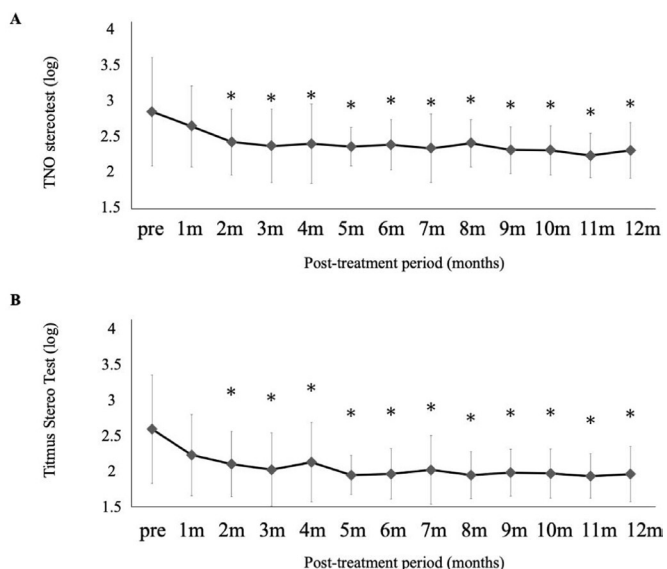 A
TNO stereotest (log)
4
3.5
3
2.5
2
1.5
* * * * * * * * * * *
pre 1m 2m 3m 4m 5m 6m 7m 8m 9m 10m 11m 12m
Post-treatment period (months)
B
Titmus Stereo Test (log)
4
3.5
3
2.5
2
1.5
* * * * * * * * * * *
pre 1m 2m 3m 4m 5m 6m 7m 8m 9m 10m 11m 12m
Post-treatment period (months)